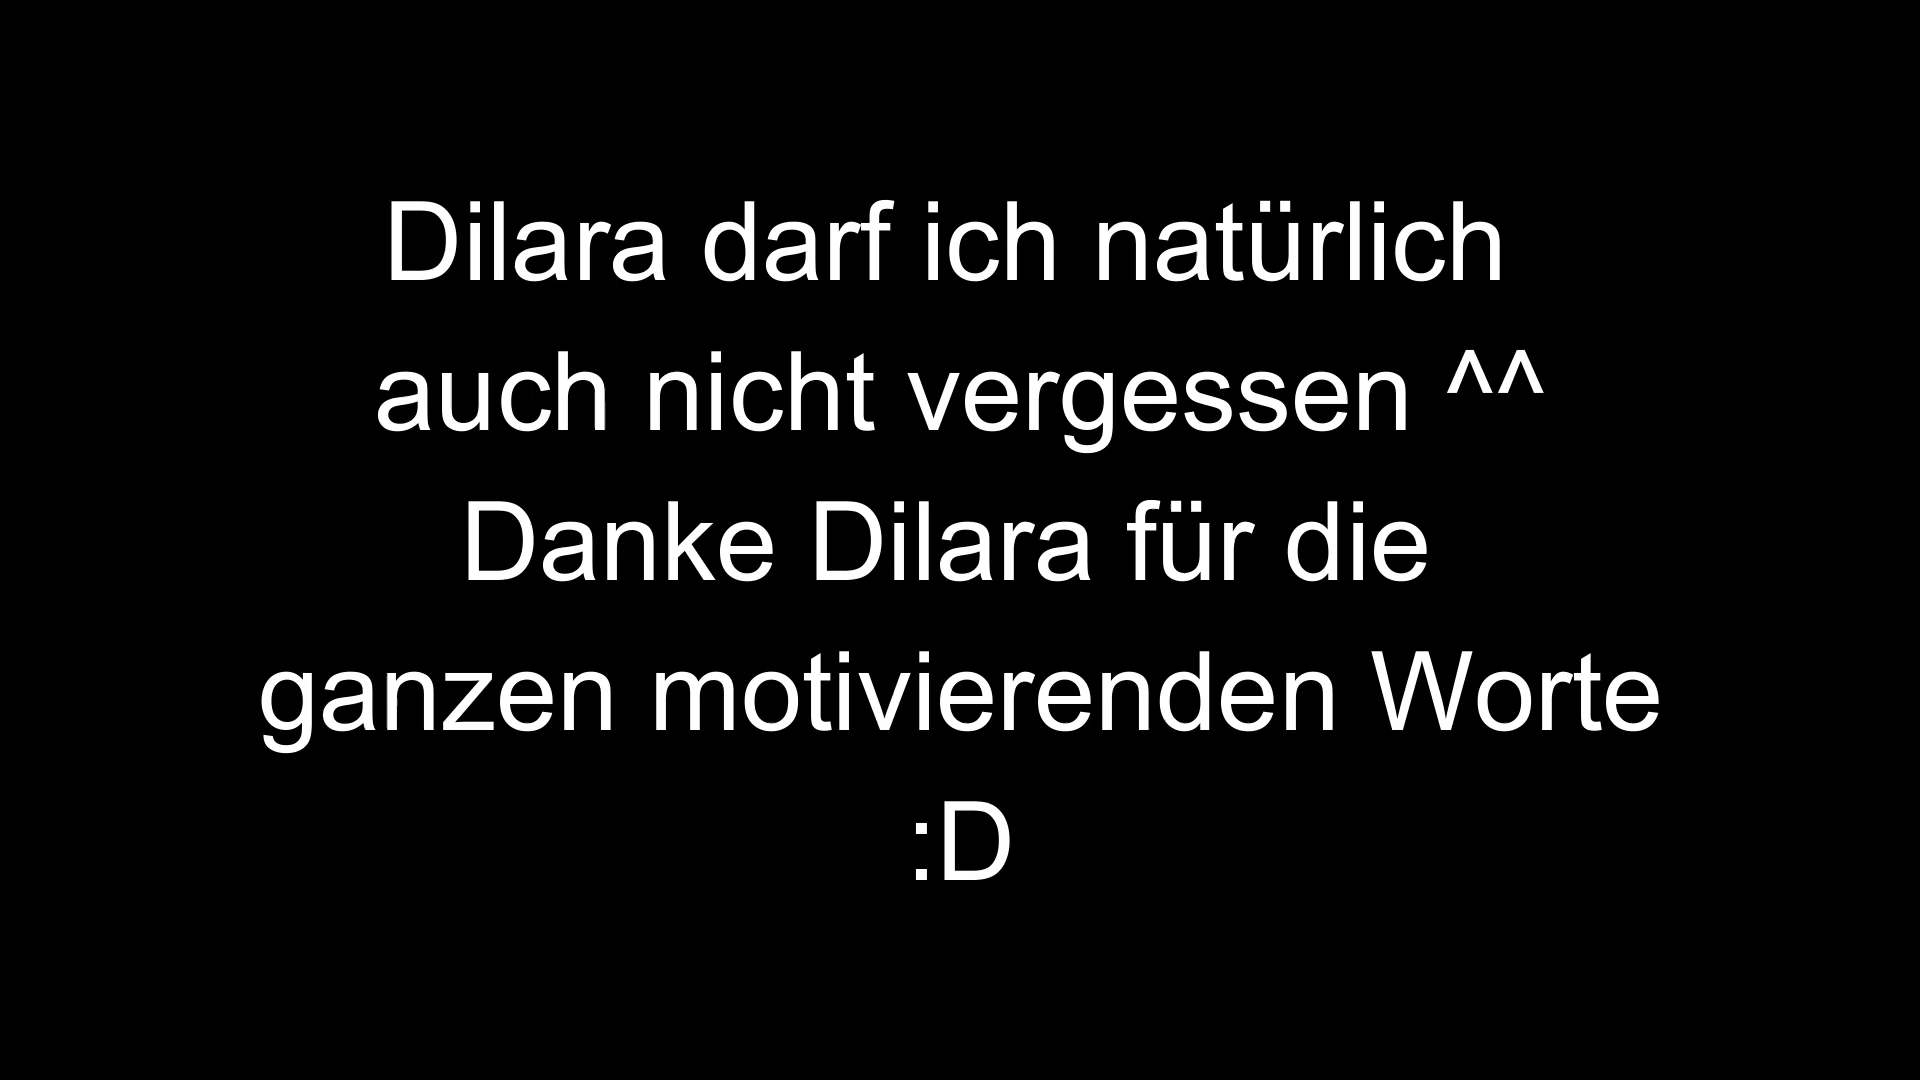 Dilara darf ich natürlich
auch nicht vergessen ^^
Danke Dilara für die
ganzen motivierenden Worte
:D